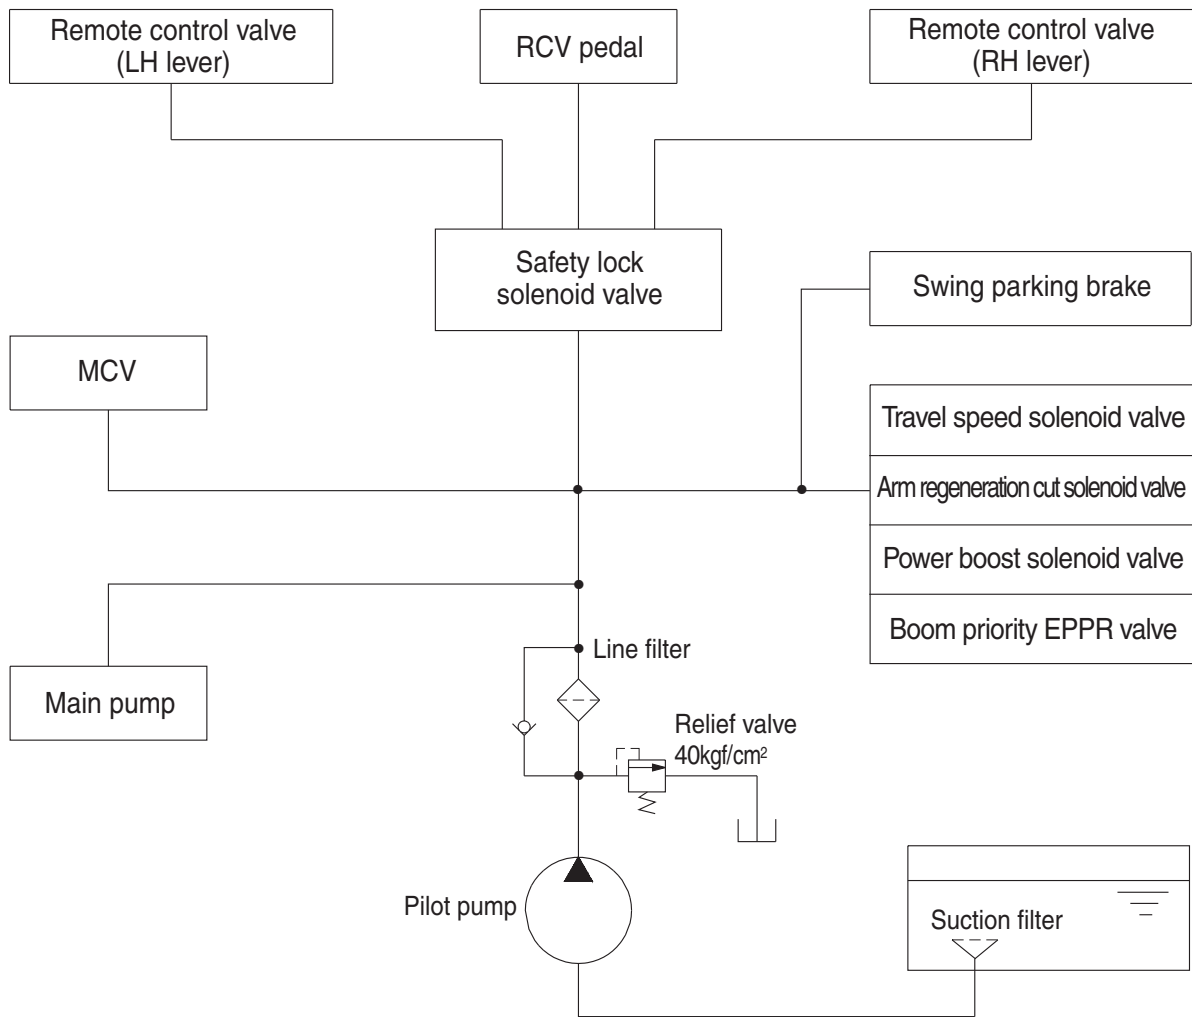 Remote control valve
(LH lever)
RCV pedal
Remote control valve
(RH lever)
Safety lock
solenoid valve
Swing parking brake
MCV
Travel speed solenoid valve
Arm regeneration cut solenoid valve
Power boost solenoid valve
Boom priority EPPR valve
Line filter
Main pump
Relief valve
40kgf/cm²
Pilot pump
Suction filter